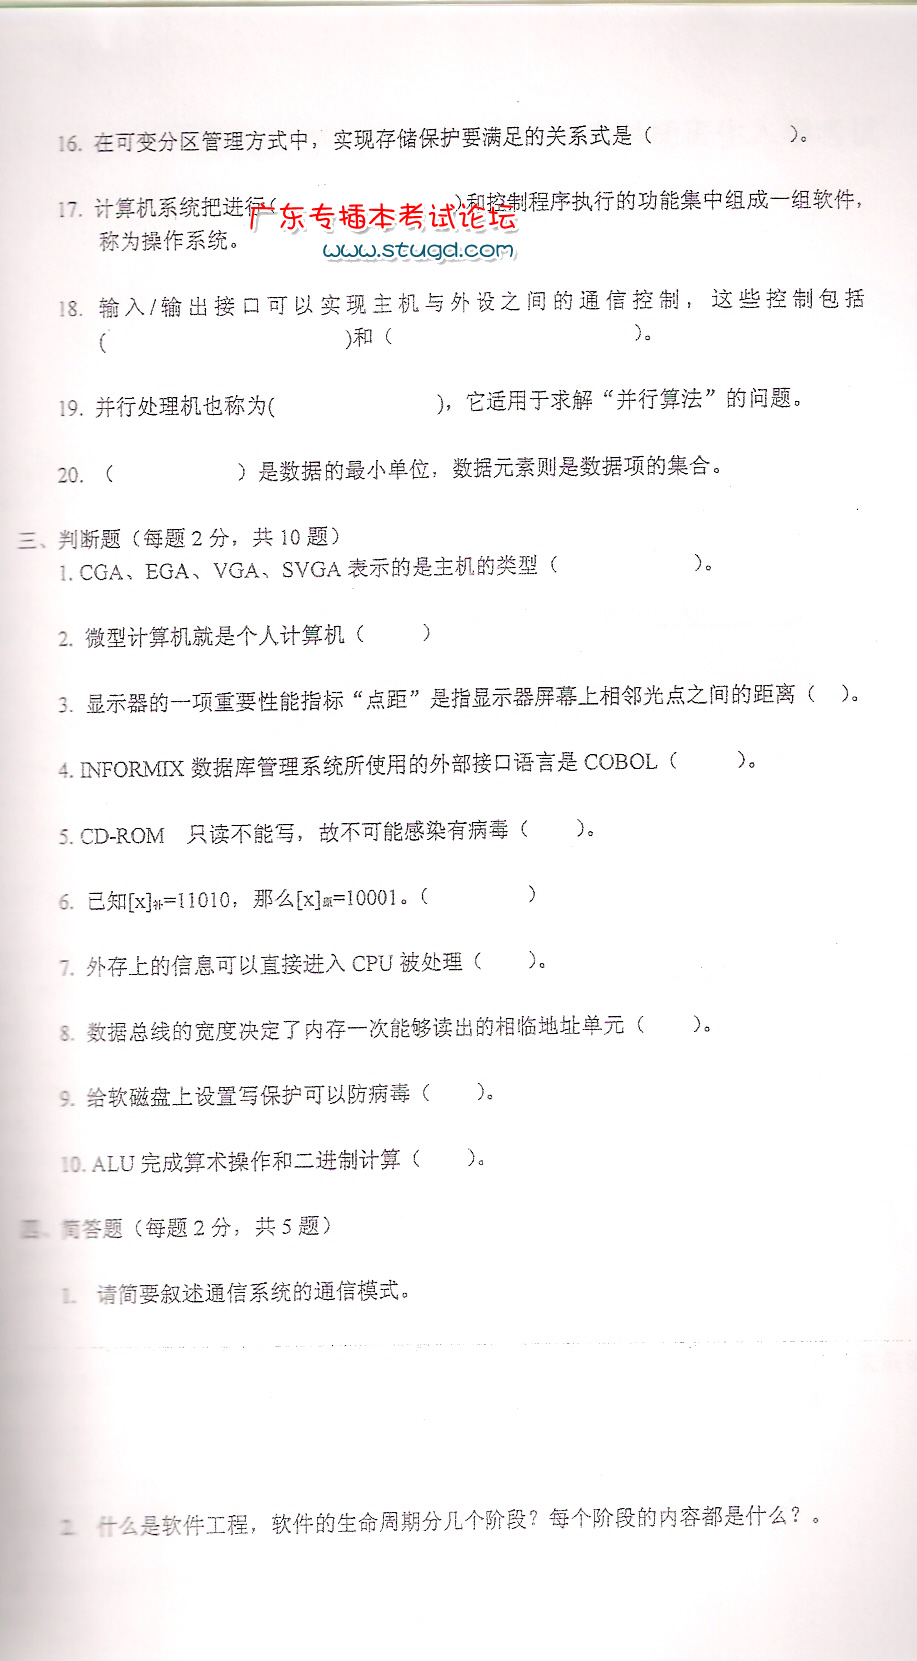 16. 在可变分区管理方式中，实现存储保护要满足的关系式是（　　　）。
17. 计算机系统把进行(　　　)和控制程序执行的功能集中组成一组软件，
广东专插本考试论坛
称为操作系统。
www.stugd.com
18. 输入/输出接口可以实现主机与外设之间的通信控制，这些控制包括
(　　　)和（　　　）。
19. 并行处理机也称为(　　　)，它适用于求解“并行算法”的问题。
20. （　　　）是数据的最小单位，数据元素则是数据项的集合。
三、判断题（每题2分，共10题）
1. CGA、EGA、VGA、SVGA 表示的是主机的类型（　　　）。
2. 微型计算机就是个人计算机（　　）
3. 显示器的一项重要性能指标“点距”是指显示器屏幕上相邻光点之间的距离（　）。
4. INFORMIX 数据库管理系统所使用的外部接口语言是 COBOL（　　）。
5. CD-ROM　只读不能写，故不可能感染有病毒（　　）。
6. 已知[x]补=11010，那么[x]原=10001。（　　　）
7. 外存上的信息可以直接进入 CPU 被处理（　　）。
8. 数据总线的宽度决定了内存一次能够读出的相临地址单元（　　）。
9. 给软磁盘上设置写保护可以防病毒（　　）。
10. ALU 完成算术操作和二进制计算（　　）。
四、简答题（每题2分，共5题）
1. 请简要叙述通信系统的通信模式。
2. 什么是软件工程，软件的生命周期分几个阶段？每个阶段的内容都是什么？。